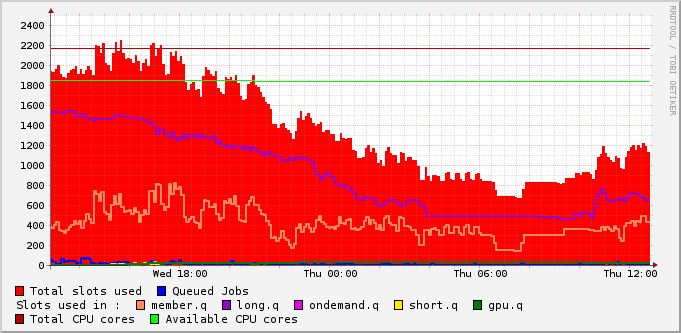 2400
2200
2000
1800
1600
1400
1200
1000
800
600
400
200
0
Wed 18:00 Thu 00:00 Thu 06:00 Thu 12:00
RRDTOOL / TOBI OETIKER
Total slots used Queued Jobs
Slots used in : member.q long.q ondemand.q short.q gpu.q
Total CPU cores Available CPU cores